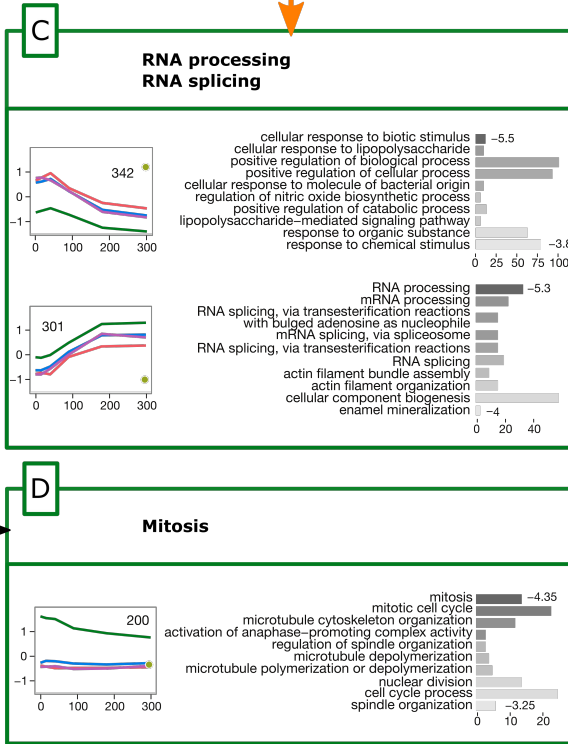 C
RNA processing
RNA splicing
342
1
0
−1
0 100 200 300
cellular response to biotic stimulus −5.5
cellular response to lipopolysaccharide
positive regulation of biological process
positive regulation of cellular process
cellular response to molecule of bacterial origin
regulation of nitric oxide biosynthetic process
positive regulation of catabolic process
lipopolysaccharide−mediated signaling pathway
response to organic substance
response to chemical stimulus −3.8
0 25 50 75 100
301
1
0
−1
0 100 200 300
RNA processing −5.3
mRNA processing
RNA splicing, via transesterification reactions
with bulged adenosine as nucleophile
mRNA splicing, via spliceosome
RNA splicing, via transesterification reactions
RNA splicing
actin filament bundle assembly
actin filament organization
cellular component biogenesis
enamel mineralization −4
0 20 40
D
Mitosis
200
1
0
−1
0 100 200 300
mitosis −4.35
mitotic cell cycle
microtubule cytoskeleton organization
activation of anaphase−promoting complex activity
regulation of spindle organization
microtubule depolymerization
microtubule polymerization or depolymerization
nuclear division
cell cycle process
spindle organization −3.25
0 10 20